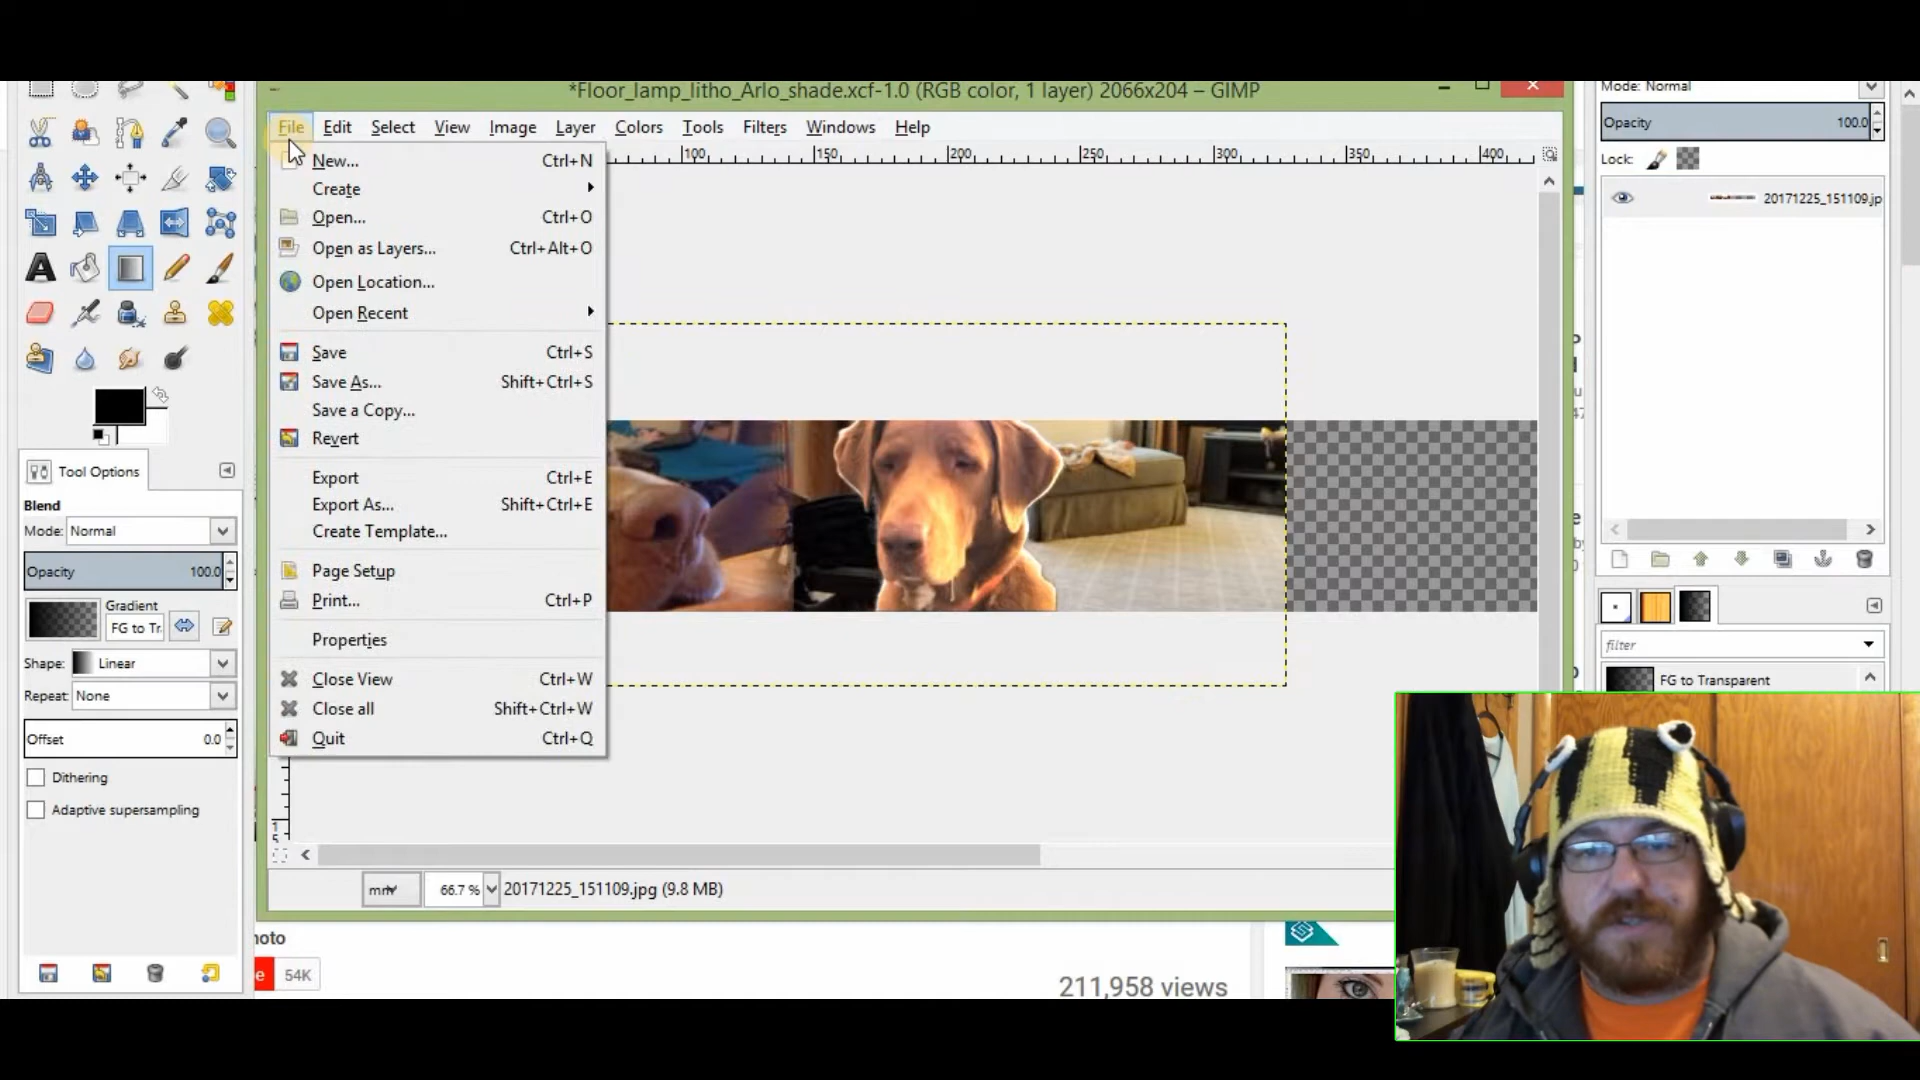 *Floor_lamp_litho_Arlo_shade.xcf-1.0 (RGB color, 1 layer) 2066x204 – GIMP
File Edit Select View Image Layer Colors Tools Filters Windows Help
100 150 200 250 300 350 400
New... Ctrl+N
Create
Open... Ctrl+O
Open as Layers... Ctrl+Alt+O
Open Location...
Open Recent
Save Ctrl+S
Save As... Shift+Ctrl+S
Save a Copy...
Revert
Export Ctrl+E
Export As... Shift+Ctrl+E
Create Template...
Page Setup
Print... Ctrl+P
Properties
Close View Ctrl+W
Close all Shift+Ctrl+W
Quit Ctrl+Q
Tool Options
Blend
Mode: Normal
Opacity 100.0
Gradient
FG to Tr
Shape: Linear
Repeat: None
Offset 0.0
Dithering
Adaptive supersampling
66.7 % 20171225_151109.jpg (9.8 MB)
hoto
e 54K
211,958 views
Mode: Normal
Opacity 100.0
Lock:
20171225_151109.jp
filter
FG to Transparent